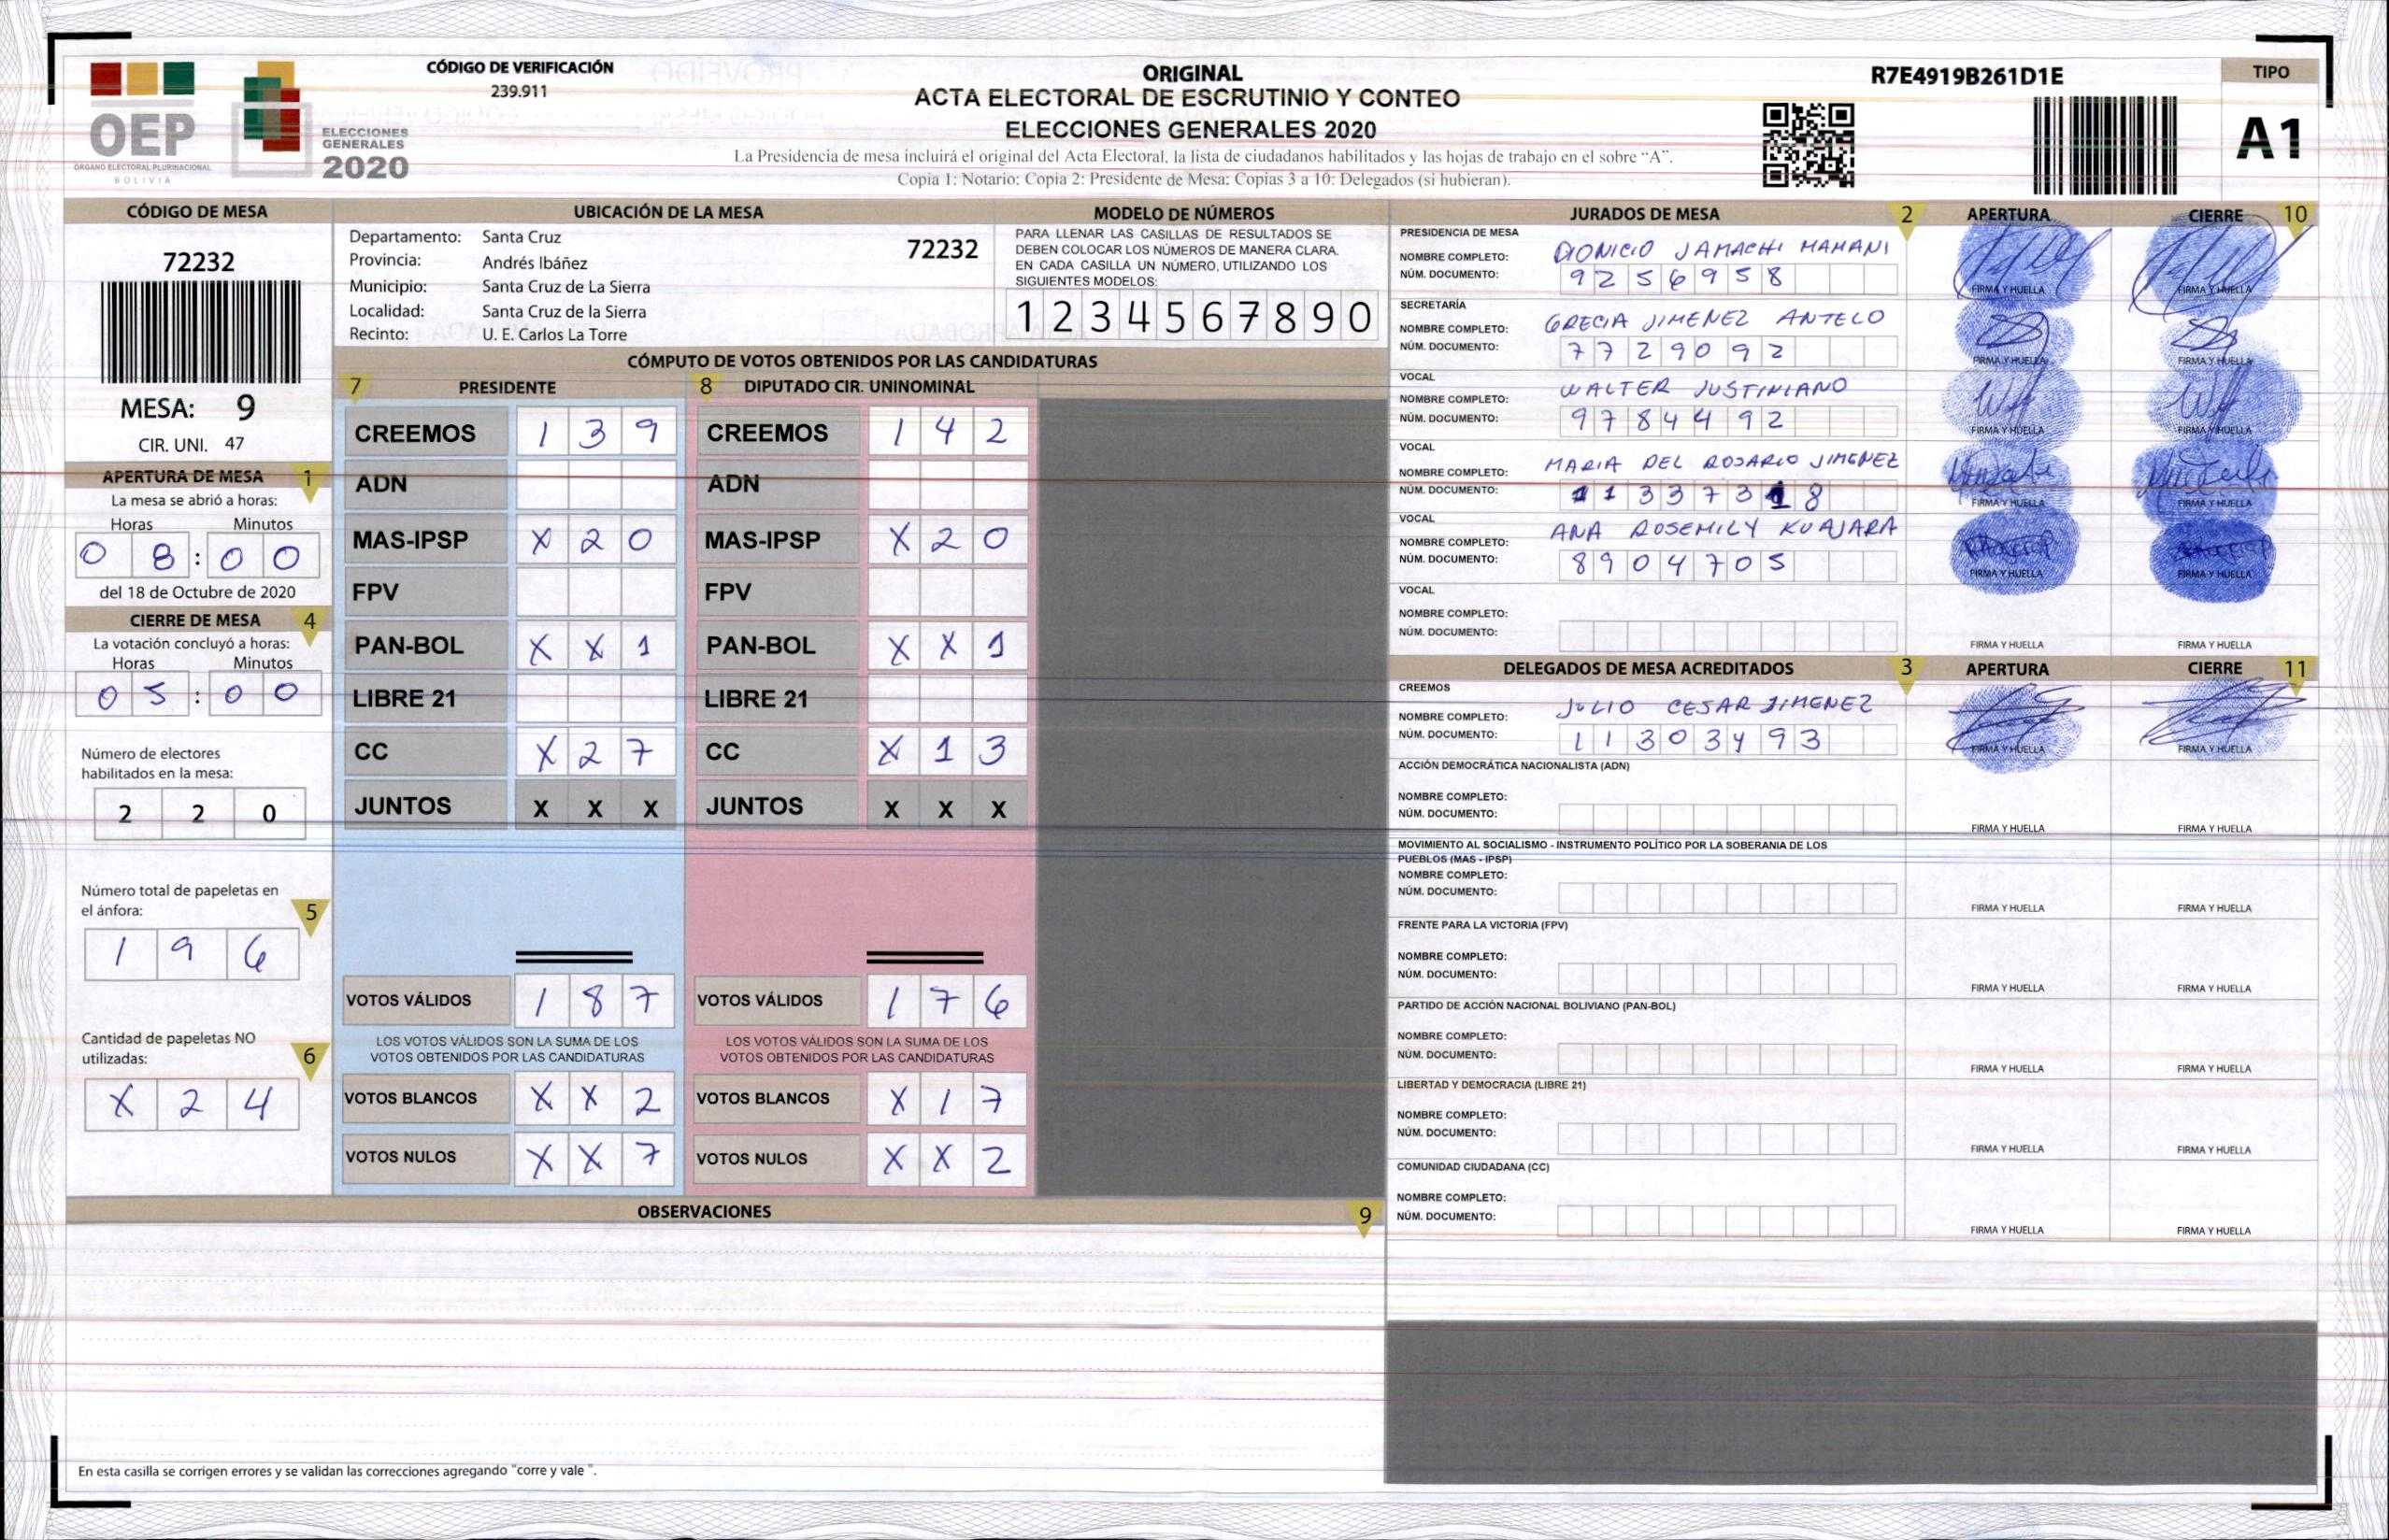 CÓDIGO DE VERIFICACIÓN
239.911
OEP
ÓRGANO ELECTORAL PLURINACIONAL
BOLIVIA
ELECCIONES
GENERALES
2020
ORIGINAL
ACTA ELECTORAL DE ESCRUTINIO Y CONTEO
ELECCIONES GENERALES 2020
La Presidencia de mesa incluirá el original del Acta Electoral, la lista de ciudadanos habilitados y las hojas de trabajo en el sobre "A".
Copia 1: Notario; Copia 2: Presidente de Mesa; Copias 3 a 10: Delegados (si hubieran).
R7E4919B261D1E
TIPO
A1
CÓDIGO DE MESA
72232
MESA: 9
CIR. UNI. 47
APERTURA DE MESA 1
La mesa se abrió a horas:
Horas Minutos
0 8 : 0 0
del 18 de Octubre de 2020
CIERRE DE MESA 4
La votación concluyó a horas:
Horas Minutos
0 5 : 0 0
Número de electores
habilitados en la mesa:
2 2 0
Número total de papeletas en
el ánfora: 5
1 9 6
Cantidad de papeletas NO
utilizadas: 6
X 2 4
UBICACIÓN DE LA MESA
Departamento: Santa Cruz
72232
Provincia: Andrés Ibáñez
Municipio: Santa Cruz de La Sierra
Localidad: Santa Cruz de la Sierra
Recinto: U. E. Carlos La Torre
MODELO DE NÚMEROS
PARA LLENAR LAS CASILLAS DE RESULTADOS SE
DEBEN COLOCAR LOS NÚMEROS DE MANERA CLARA.
EN CADA CASILLA UN NÚMERO, UTILIZANDO LOS
SIGUIENTES MODELOS:
1 2 3 4 5 6 7 8 9 0
CÓMPUTO DE VOTOS OBTENIDOS POR LAS CANDIDATURAS
7 PRESIDENTE
CREEMOS 1 3 9
ADN
MAS-IPSP X 2 0
FPV
PAN-BOL X X 1
LIBRE 21
CC X 2 7
JUNTOS X X X
VOTOS VÁLIDOS 1 8 7
LOS VOTOS VÁLIDOS SON LA SUMA DE LOS
VOTOS OBTENIDOS POR LAS CANDIDATURAS
VOTOS BLANCOS X X 2
VOTOS NULOS X X 7
8 DIPUTADO CIR. UNINOMINAL
CREEMOS 1 4 2
ADN
MAS-IPSP X 2 0
FPV
PAN-BOL X X 1
LIBRE 21
CC X 1 3
JUNTOS X X X
VOTOS VÁLIDOS 1 7 6
LOS VOTOS VÁLIDOS SON LA SUMA DE LOS
VOTOS OBTENIDOS POR LAS CANDIDATURAS
VOTOS BLANCOS X 1 7
VOTOS NULOS X X 2
OBSERVACIONES 9
En esta casilla se corrigen errores y se validan las correcciones agregando "corre y vale ".
JURADOS DE MESA 2 APERTURA CIERRE 10
PRESIDENCIA DE MESA
NOMBRE COMPLETO: DIONICIO JAMACHI MAMANI
NÚM. DOCUMENTO: 9 2 5 6 9 5 8
FIRMA Y HUELLA FIRMA Y HUELLA
SECRETARÍA
NOMBRE COMPLETO: GRECIA JIMENEZ ANTELO
NÚM. DOCUMENTO: 7 7 2 9 0 9 2
FIRMA Y HUELLA FIRMA Y HUELLA
VOCAL
NOMBRE COMPLETO: WALTER JUSTINIANO
NÚM. DOCUMENTO: 9 7 8 4 4 9 2
FIRMA Y HUELLA FIRMA Y HUELLA
VOCAL
NOMBRE COMPLETO: MARIA DEL ROSARIO JIMENEZ
NÚM. DOCUMENTO: 1 1 3 3 7 3 1 8
FIRMA Y HUELLA FIRMA Y HUELLA
VOCAL
NOMBRE COMPLETO: ANA ROSEMILY KUAJARA
NÚM. DOCUMENTO: 8 9 0 4 7 0 5
FIRMA Y HUELLA FIRMA Y HUELLA
VOCAL
NOMBRE COMPLETO:
NÚM. DOCUMENTO:
FIRMA Y HUELLA FIRMA Y HUELLA
DELEGADOS DE MESA ACREDITADOS 3 APERTURA CIERRE 11
CREEMOS
NOMBRE COMPLETO: JULIO CESAR JIMENEZ
NÚM. DOCUMENTO: 1 1 3 0 3 4 9 3
FIRMA Y HUELLA FIRMA Y HUELLA
ACCIÓN DEMOCRÁTICA NACIONALISTA (ADN)
NOMBRE COMPLETO:
NÚM. DOCUMENTO:
FIRMA Y HUELLA FIRMA Y HUELLA
MOVIMIENTO AL SOCIALISMO - INSTRUMENTO POLÍTICO POR LA SOBERANIA DE LOS
PUEBLOS (MAS - IPSP)
NOMBRE COMPLETO:
NÚM. DOCUMENTO:
FIRMA Y HUELLA FIRMA Y HUELLA
FRENTE PARA LA VICTORIA (FPV)
NOMBRE COMPLETO:
NÚM. DOCUMENTO:
FIRMA Y HUELLA FIRMA Y HUELLA
PARTIDO DE ACCIÓN NACIONAL BOLIVIANO (PAN-BOL)
NOMBRE COMPLETO:
NÚM. DOCUMENTO:
FIRMA Y HUELLA FIRMA Y HUELLA
LIBERTAD Y DEMOCRACIA (LIBRE 21)
NOMBRE COMPLETO:
NÚM. DOCUMENTO:
FIRMA Y HUELLA FIRMA Y HUELLA
COMUNIDAD CIUDADANA (CC)
NOMBRE COMPLETO:
NÚM. DOCUMENTO:
FIRMA Y HUELLA FIRMA Y HUELLA